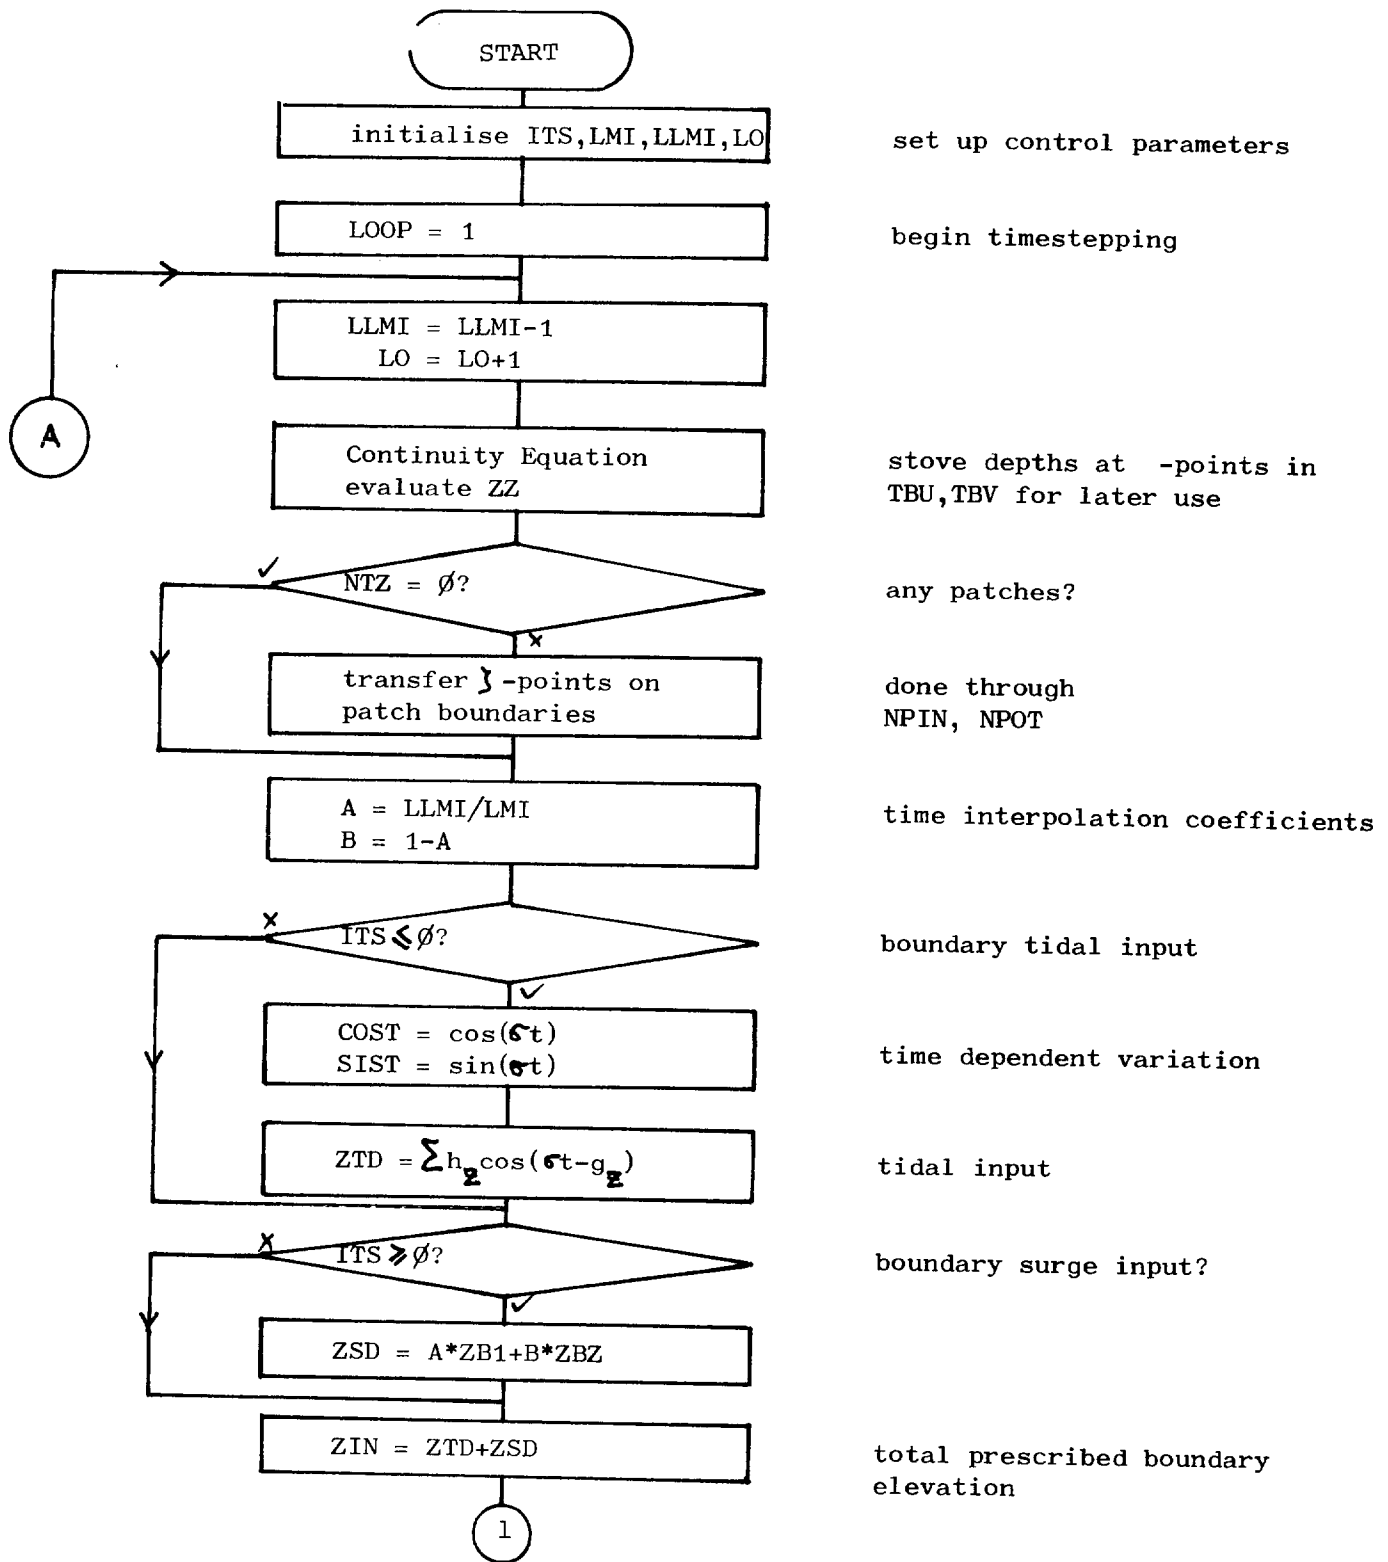 START
initialise ITS,LMI,LLMI,LO
set up control parameters
LOOP = 1
begin timestepping
LLMI = LLMI-1
LO = LO+1
A
Continuity Equation
evaluate ZZ
stove depths at -points in
TBU,TBV for later use
✓
NTZ = Ø?
any patches?
x
transfer ζ-points on
patch boundaries
done through
NPIN, NPOT
A = LLMI/LMI
B = 1-A
time interpolation coefficients
x
ITS ⩽ Ø?
boundary tidal input
✓
COST = cos(σt)
SIST = sin(σt)
time dependent variation
ZTD = Σh_z cos(σt-g_z)
tidal input
x
ITS ⩾ Ø?
boundary surge input?
✓
ZSD = A*ZB1+B*ZBZ
ZIN = ZTD+ZSD
total prescribed boundary
elevation
1